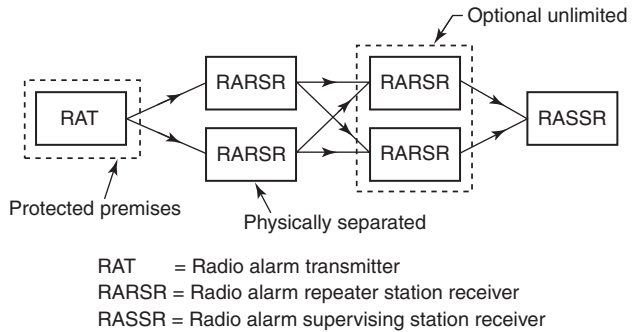 Optional unlimited
RARSR
RARSR
RAT
RASSR
RARSR
RARSR
Protected premises
Physically separated
RAT = Radio alarm transmitter
RARSR = Radio alarm repeater station receiver
RASSR = Radio alarm supervising station receiver